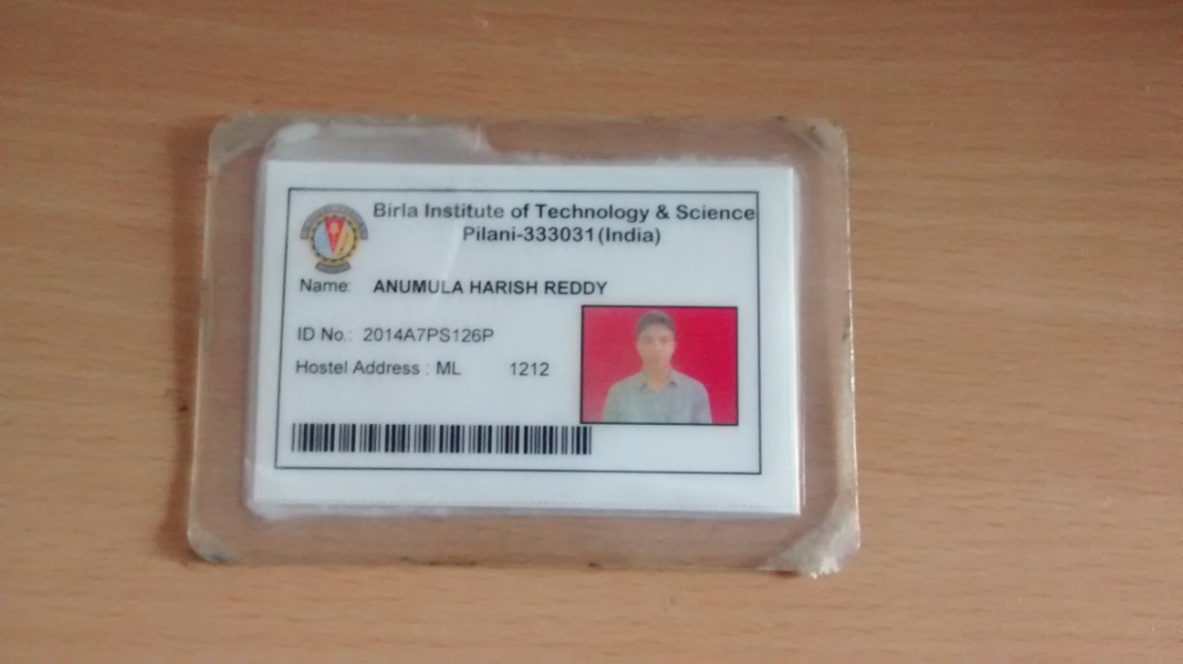 Birla Institute of Technology & Science
Pilani-333031(India)
Name: ANUMULA HARISH REDDY
ID No.: 2014A7PS126P
Hostel Address : ML 1212